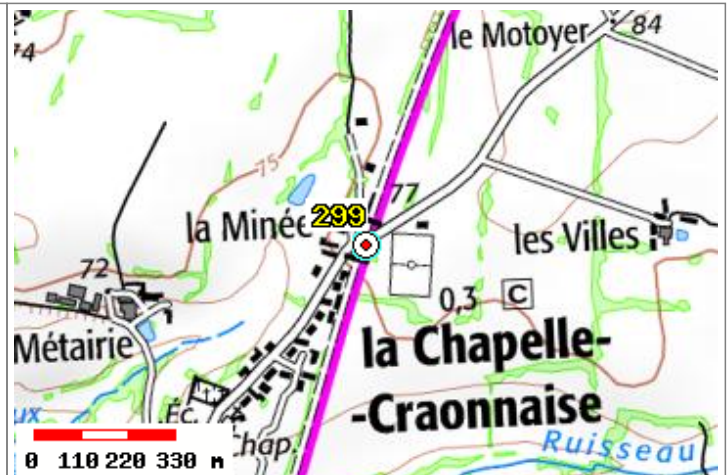 le Motoyer
84
74
75
77
la Minée
299
les Villes
72
0,3
C
Métairie
la Chapelle-
-Craonnaise
Éc.
Chap.
Ruisseau
0 110 220 330 m